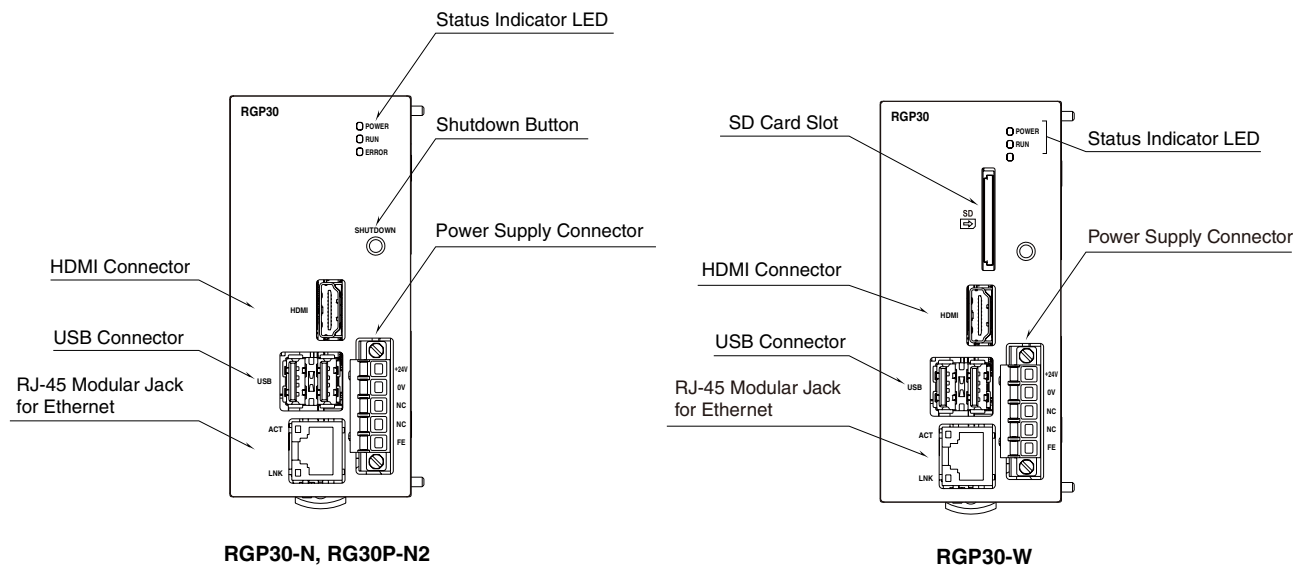 Status Indicator LED
RGP30
POWER
RUN
ERROR
Shutdown Button
SHUTDOWN
Power Supply Connector
HDMI Connector
HDMI
USB Connector
USB
RJ-45 Modular Jack
for Ethernet
+24V
0V
NC
NC
FE
ACT
LNK
RGP30-N, RG30P-N2
SD Card Slot
RGP30
POWER
RUN
Status Indicator LED
SD
Power Supply Connector
HDMI Connector
HDMI
USB Connector
USB
RJ-45 Modular Jack
for Ethernet
+24V
0V
NC
NC
FE
ACT
LNK
RGP30-W